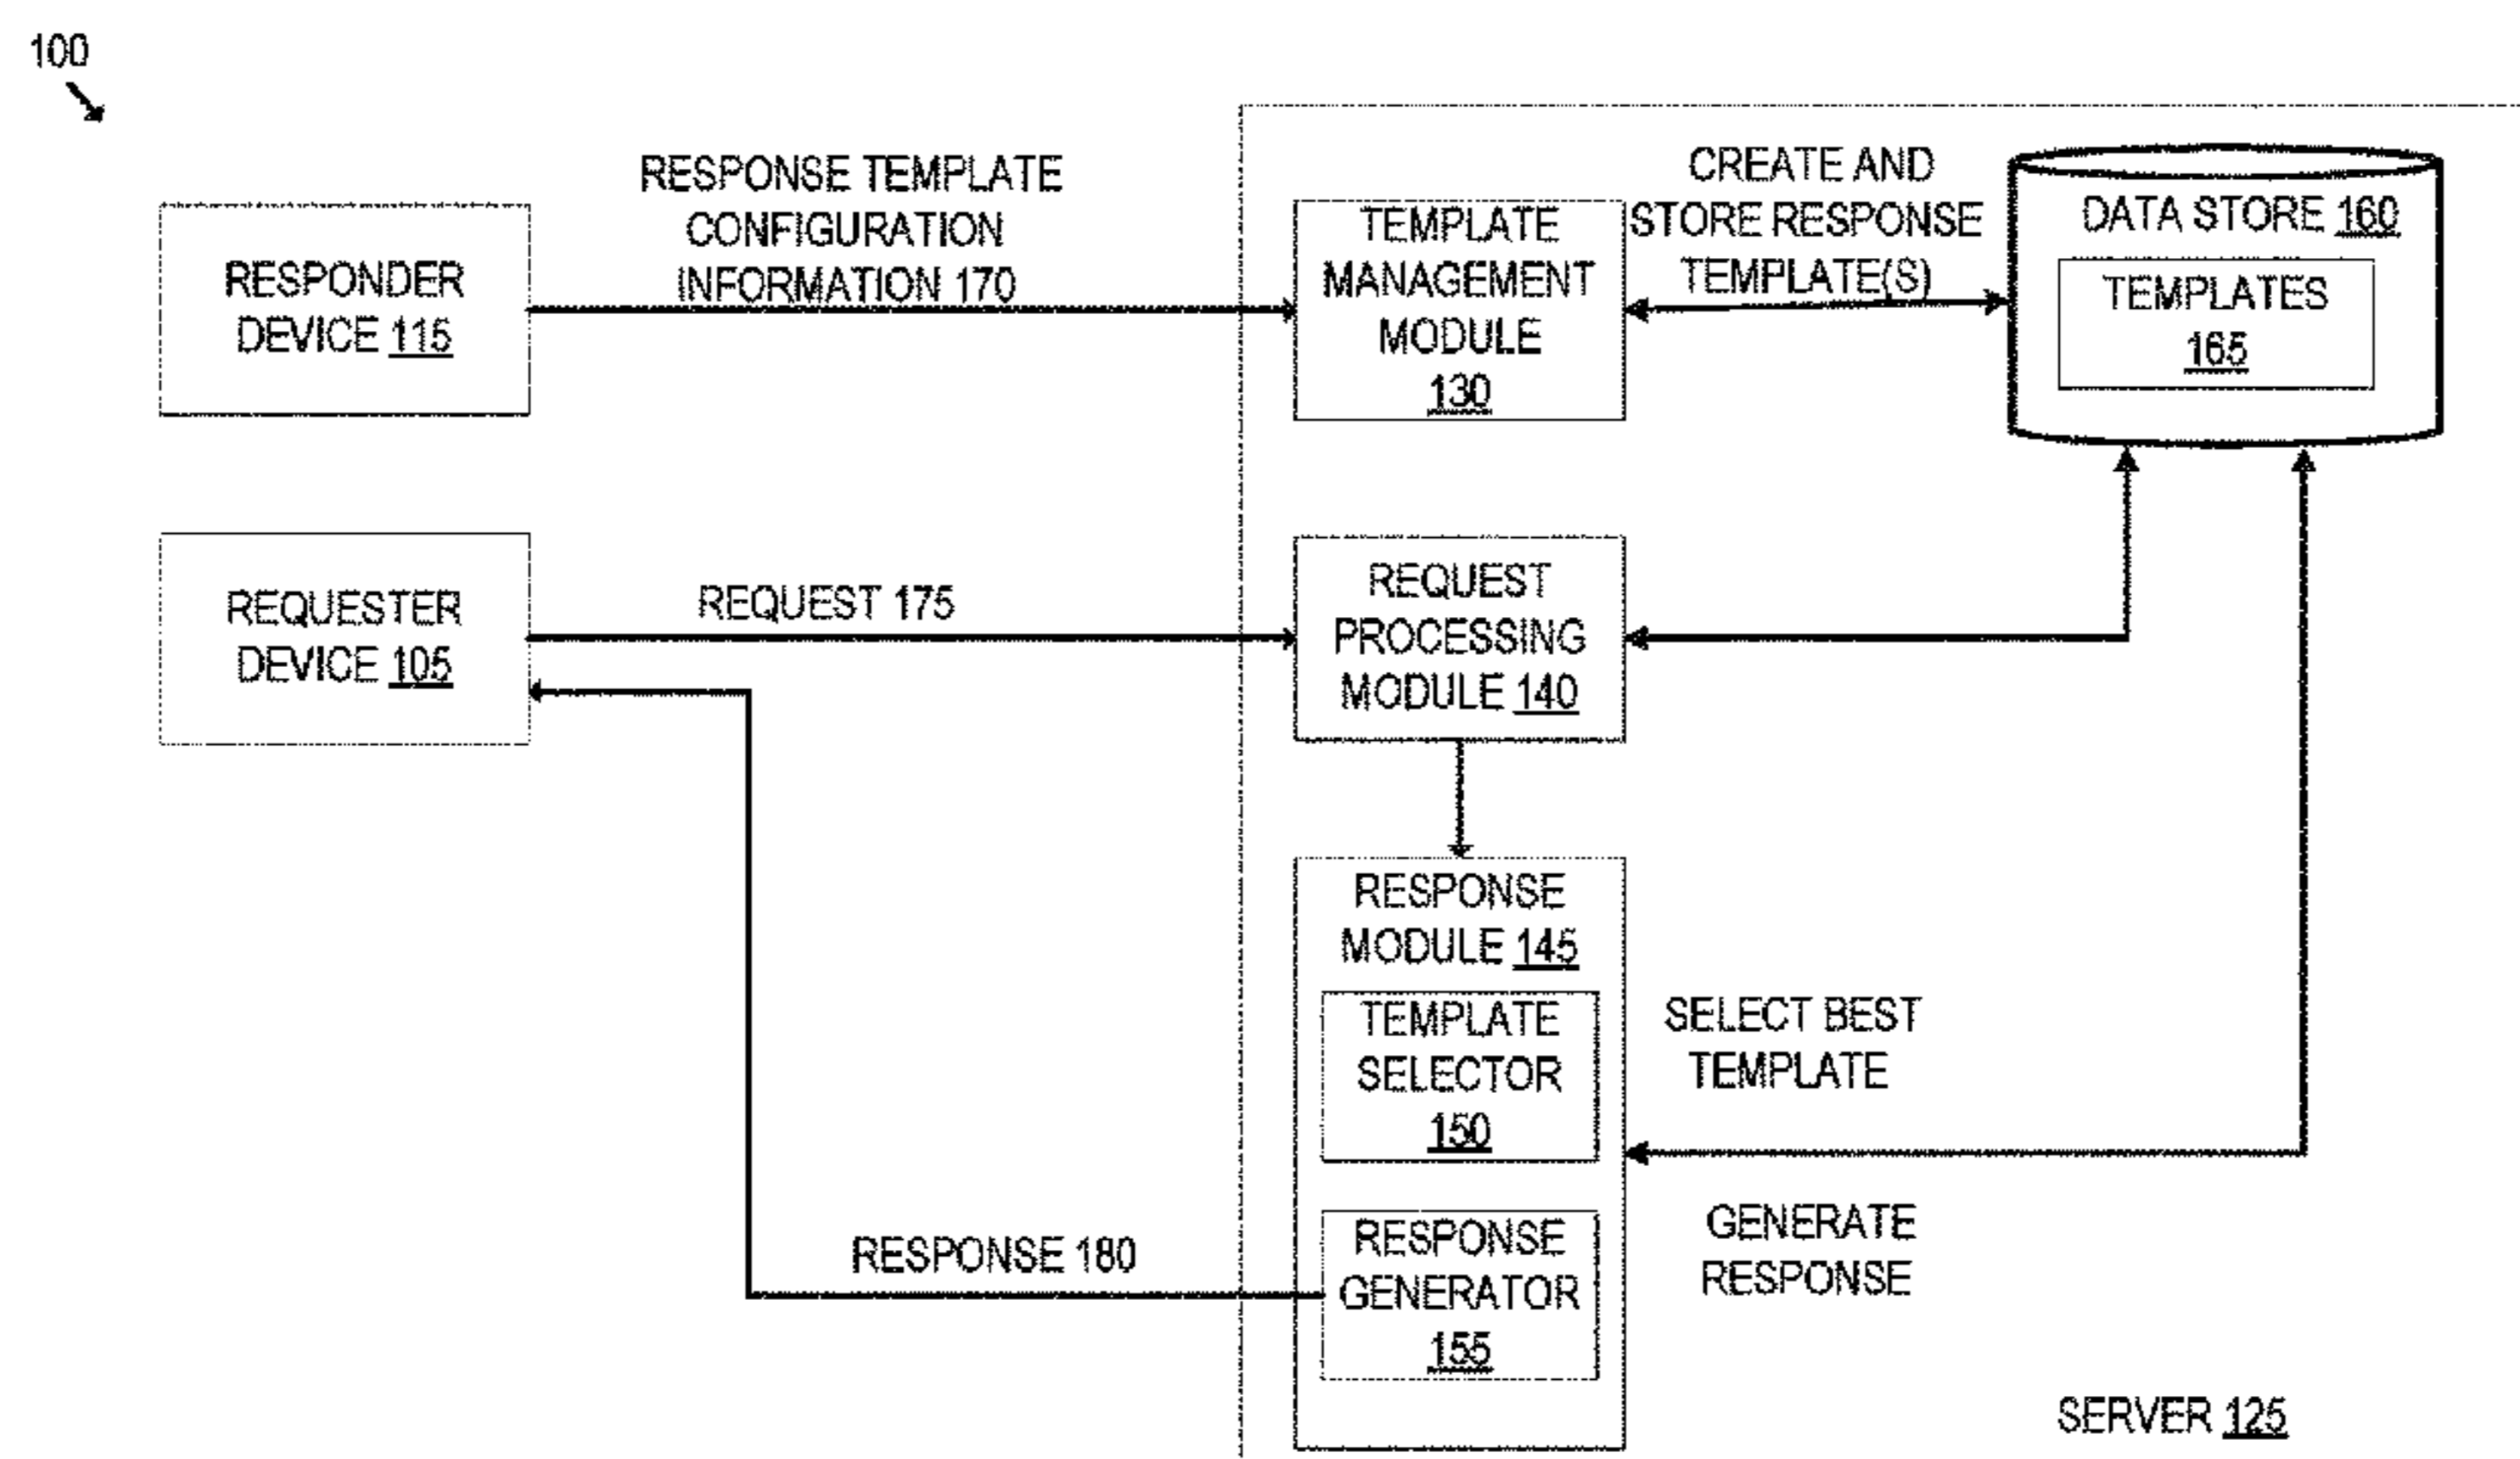 100
RESPONSE TEMPLATE
CONFIGURATION
INFORMATION 170
RESPONDER
DEVICE 115
TEMPLATE
MANAGEMENT
MODULE
130
CREATE AND
STORE RESPONSE
TEMPLATE(S)
DATA STORE 160
TEMPLATES
165
REQUESTER
DEVICE 105
REQUEST 175
REQUEST
PROCESSING
MODULE 140
RESPONSE
MODULE 145
TEMPLATE
SELECTOR
150
SELECT BEST
TEMPLATE
RESPONSE 180
RESPONSE
GENERATOR
155
GENERATE
RESPONSE
SERVER 125